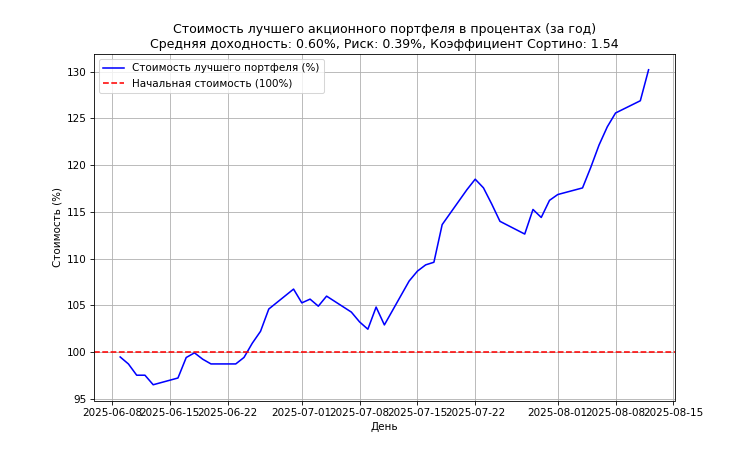 Стоимость лучшего акционного портфеля в процентах (за год)
Средняя доходность: 0.60%, Риск: 0.39%, Коэффициент Сортино: 1.54
Стоимость лучшего портфеля (%)
Начальная стоимость (100%)
130
125
120
115
110
105
100
95
Стоимость (%)
2025-06-08 2025-06-15 2025-06-22 2025-07-01 2025-07-08 2025-07-15 2025-07-22 2025-08-01 2025-08-08 2025-08-15
День